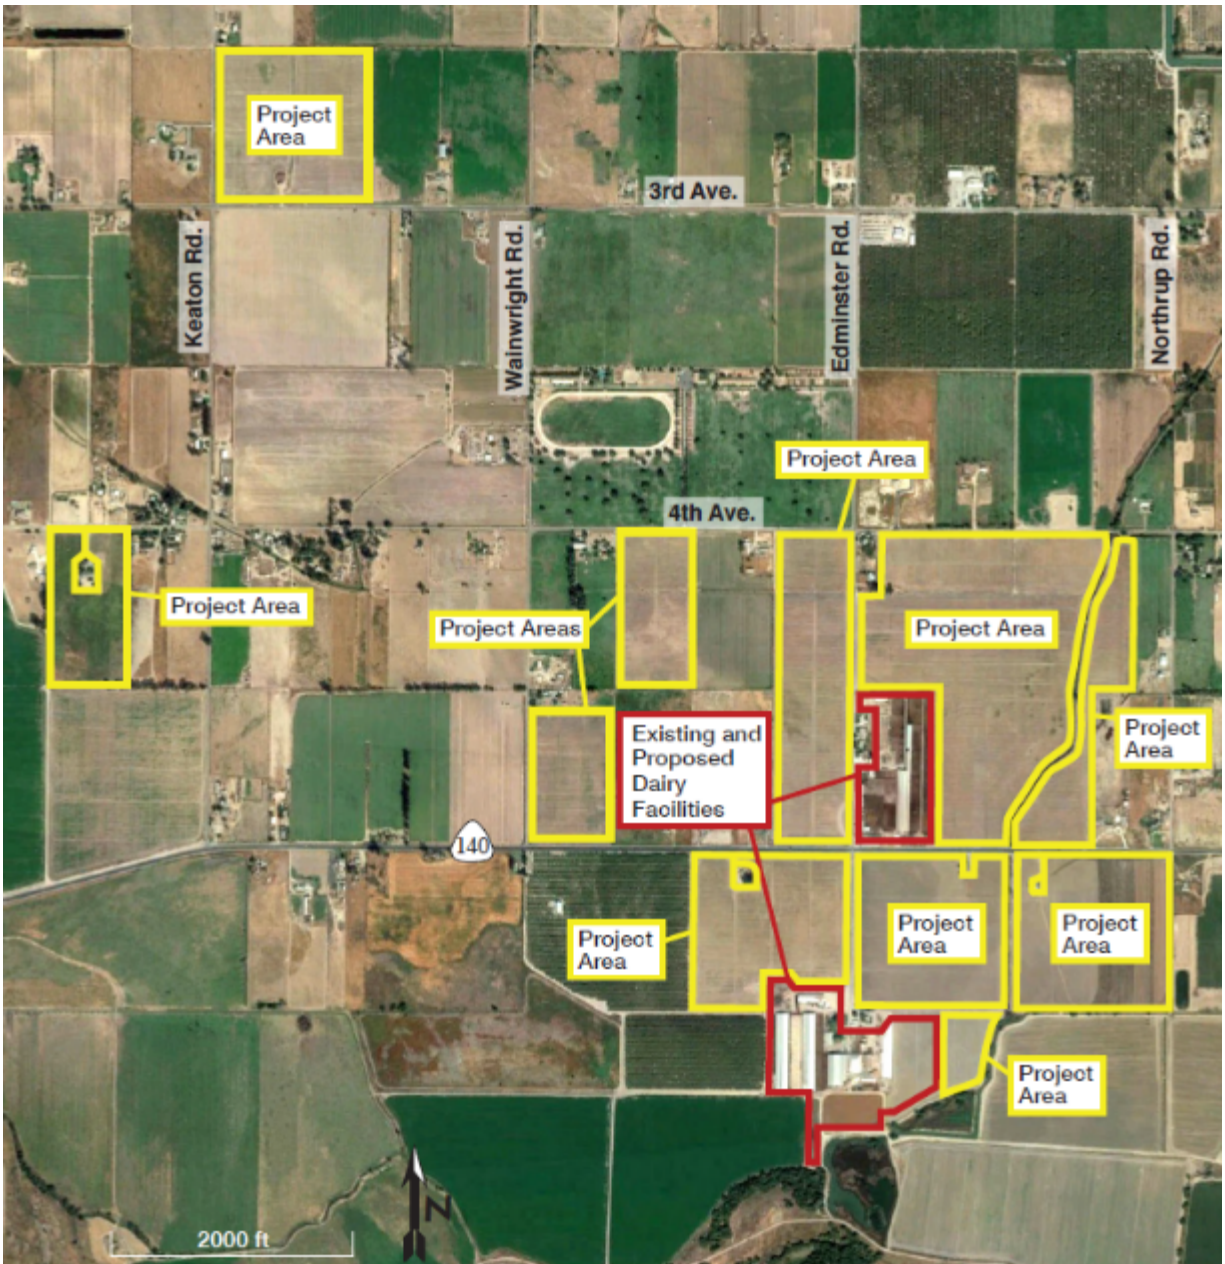 Project
Area
3rd Ave.
Keaton Rd.
Wainwright Rd.
Edminster Rd.
Northrup Rd.
Project Area
4th Ave.
Project Area
Project Areas
Project Area
Existing and
Proposed
Dairy
Facilities
Project
Area
140
Project
Area
Project
Area
Project
Area
Project
Area
N
2000 ft